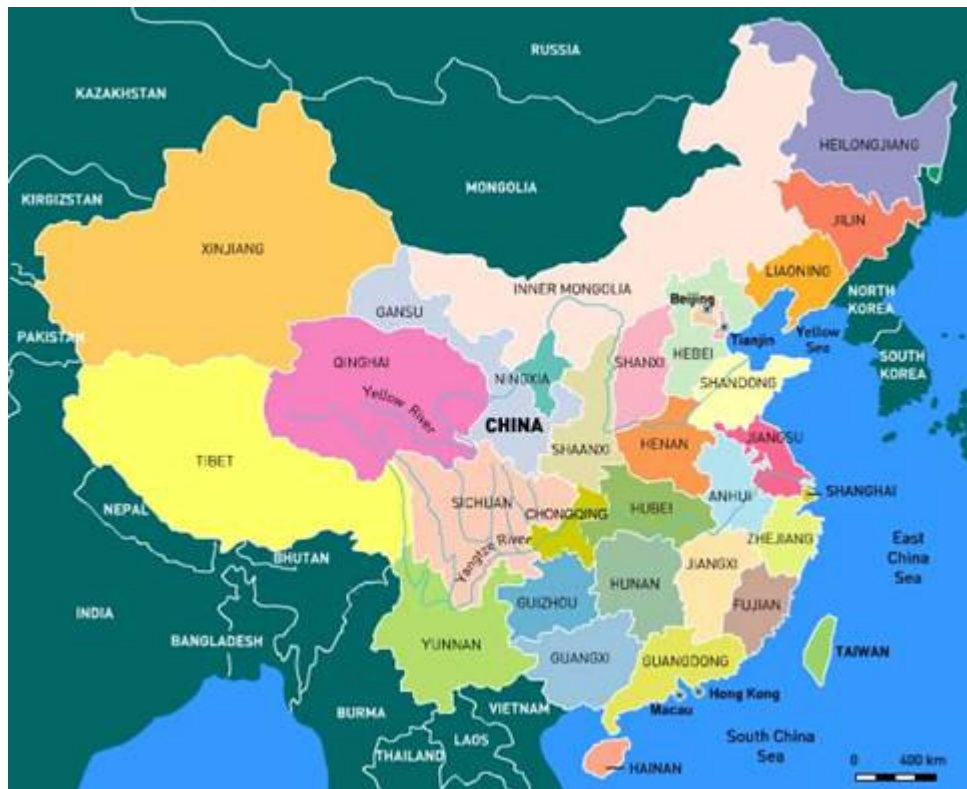 RUSSIA
KAZAKHSTAN
HEILONGJIANG
MONGOLIA
KIRGIZSTAN
JILIN
XINJIANG
LIAONING
INNER MONGOLIA
NORTH
KOREA
Beijing
GANSU
Tianjin
Yellow
Sea
PAKISTAN
QINGHAI
SHANXI
HEBEI
SOUTH
KOREA
NINGXIA
SHANDONG
Yellow River
CHINA
HENAN
JIANGSU
SHAANXI
TIBET
SHANGHAI
SICHUAN
ANHUI
NEPAL
CHONGQING
HUBEI
ZHEJIANG
East
China
Sea
BHUTAN
Yangtze River
JIANGXI
HUNAN
INDIA
GUIZHOU
FUJIAN
BANGLADESH
YUNNAN
GUANGXI
GUANGDONG
TAIWAN
Hong Kong
Macau
BURMA
VIETNAM
LAOS
THAILAND
South China
Sea
HAINAN
0 400 km